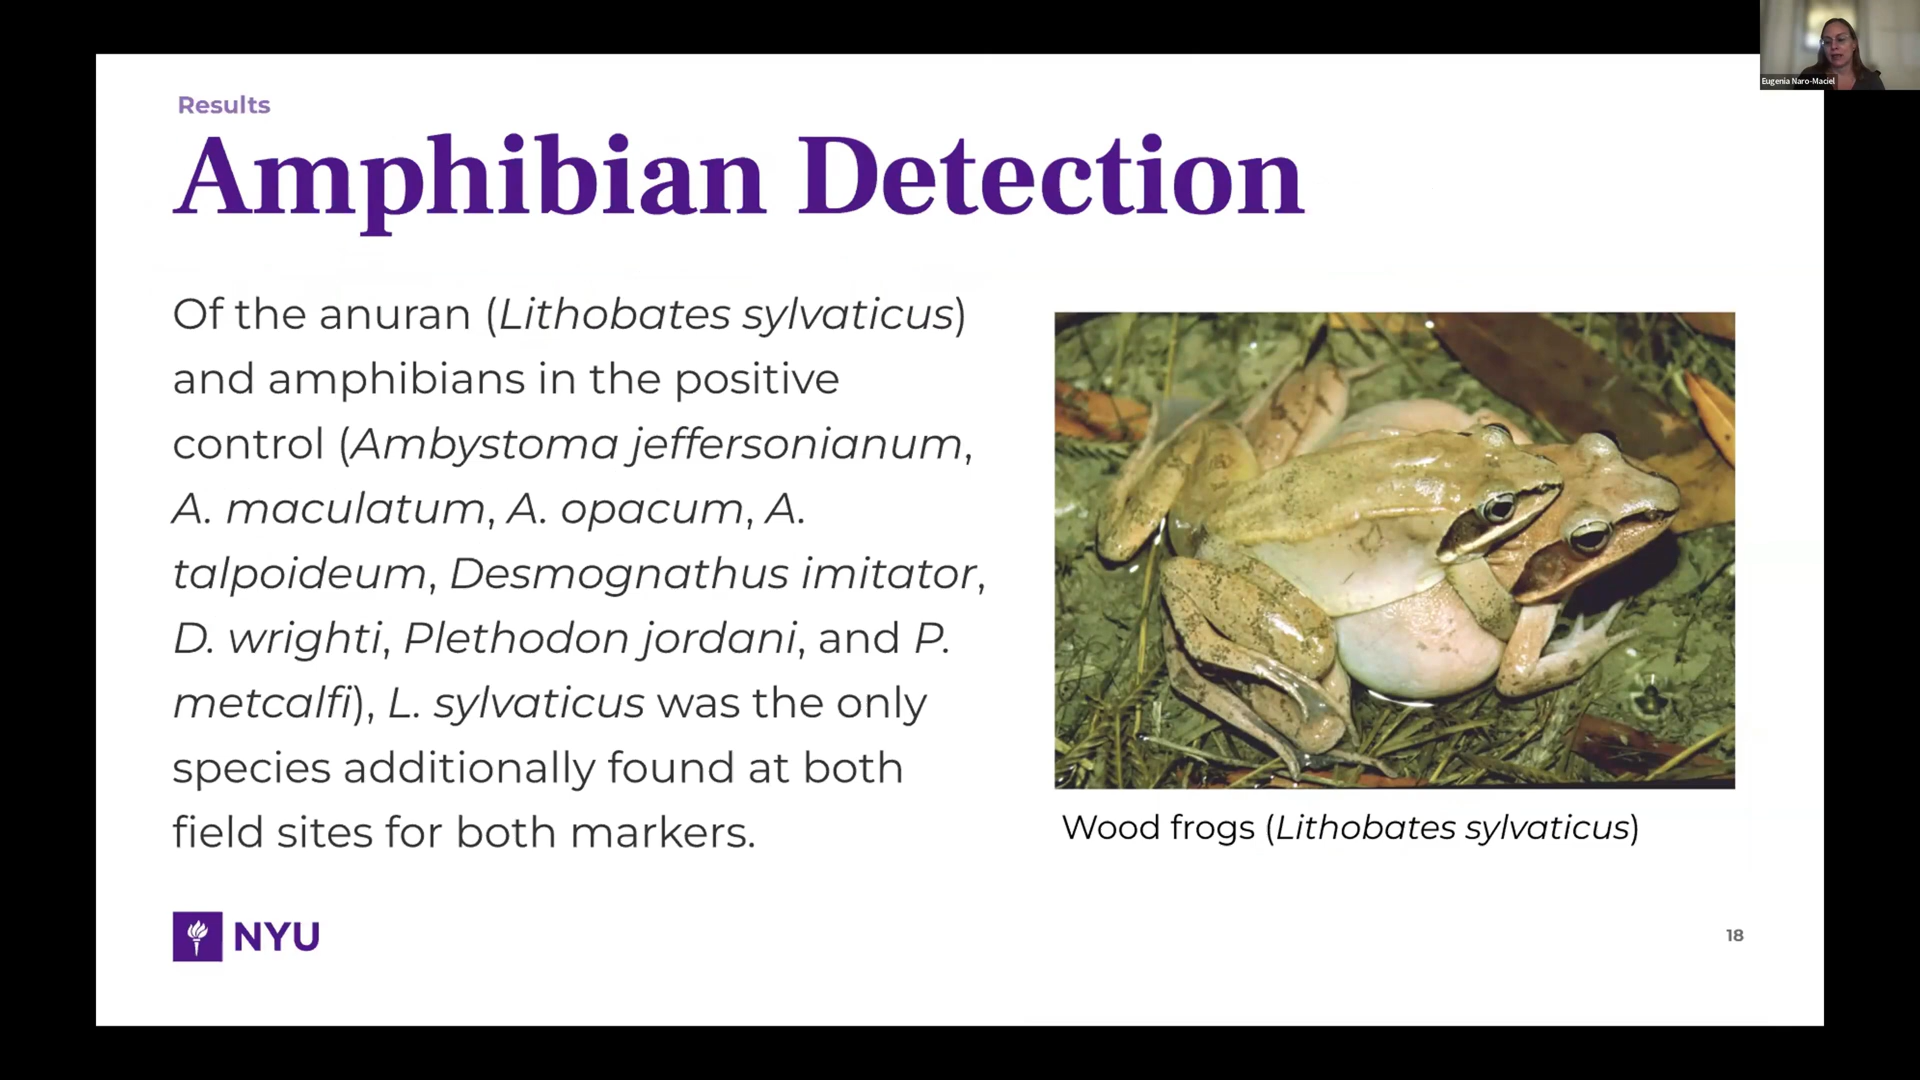 Eugenia Naro-Maciel
Results
Amphibian Detection
Of the anuran (Lithobates sylvaticus)
and amphibians in the positive
control (Ambystoma jeffersonianum,
A. maculatum, A. opacum, A.
talpoideum, Desmognathus imitator,
D. wrighti, Plethodon jordani, and P.
metcalfi), L. sylvaticus was the only
species additionally found at both
field sites for both markers.
Wood frogs (Lithobates sylvaticus)
NYU
18